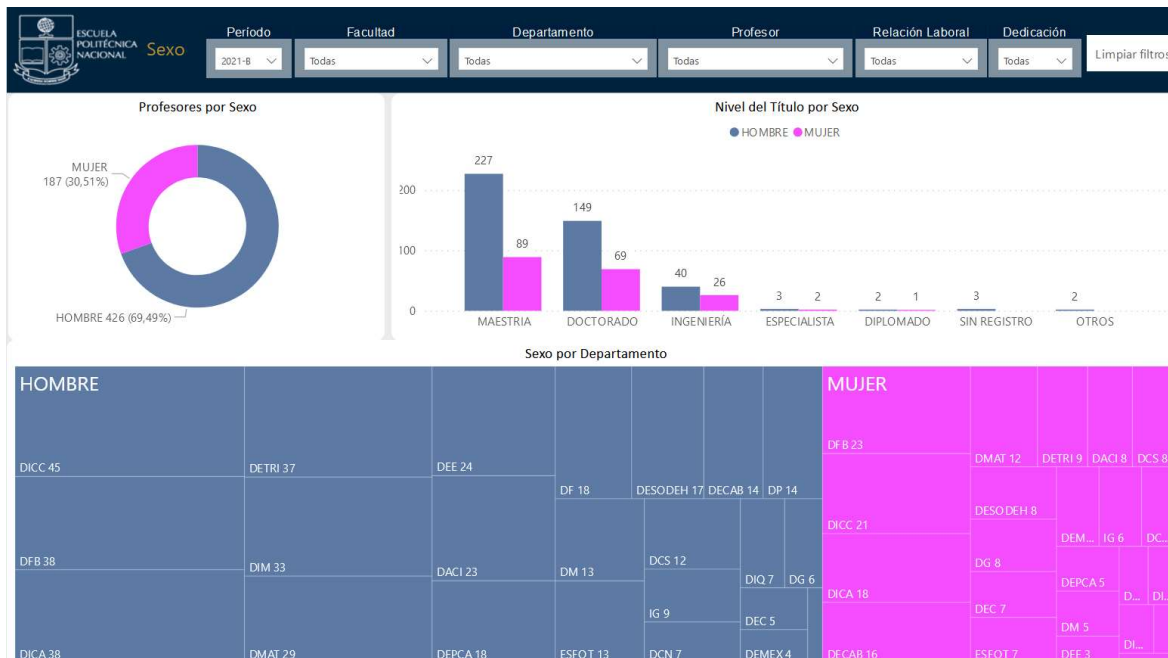 ESCUELA
POLITÉCNICA
NACIONAL
Sexo
Período
Facultad
Departamento
Profesor
Relación Laboral
Dedicación
2021-B
Todas
Todas
Todas
Todas
Todas
Limpiar filtros
Profesores por Sexo
MUJER
187 (30,51%)
HOMBRE 426 (69,49%)
Nivel del Título por Sexo
HOMBRE MUJER
200
100
0
227
89
149
69
40
26
3
2
2
1
3
2
MAESTRIA
DOCTORADO
INGENIERÍA
ESPECIALISTA
DIPLOMADO
SIN REGISTRO
OTROS
Sexo por Departamento
HOMBRE
DICC 45
DETRI 37
DEE 24
DF 18
DESODEH 17
DECAB 14
DP 14
DFB 38
DIM 33
DACI 23
DM 13
DCS 12
DIQ 7
DG 6
IG 9
DEC 5
DICA 38
DMAT 29
DEPCA 18
ESFOT 13
DCN 7
DEMEX 4
MUJER
DFB 23
DMAT 12
DETRI 9
DACI 8
DCS 8
DICC 21
DESODEH 8
DEM...
IG 6
DC...
DG 8
DEPCA 5
D...
DI...
DICA 18
DEC 7
DM 5
DI...
DECAB 16
ESFOT 7
DEE 3